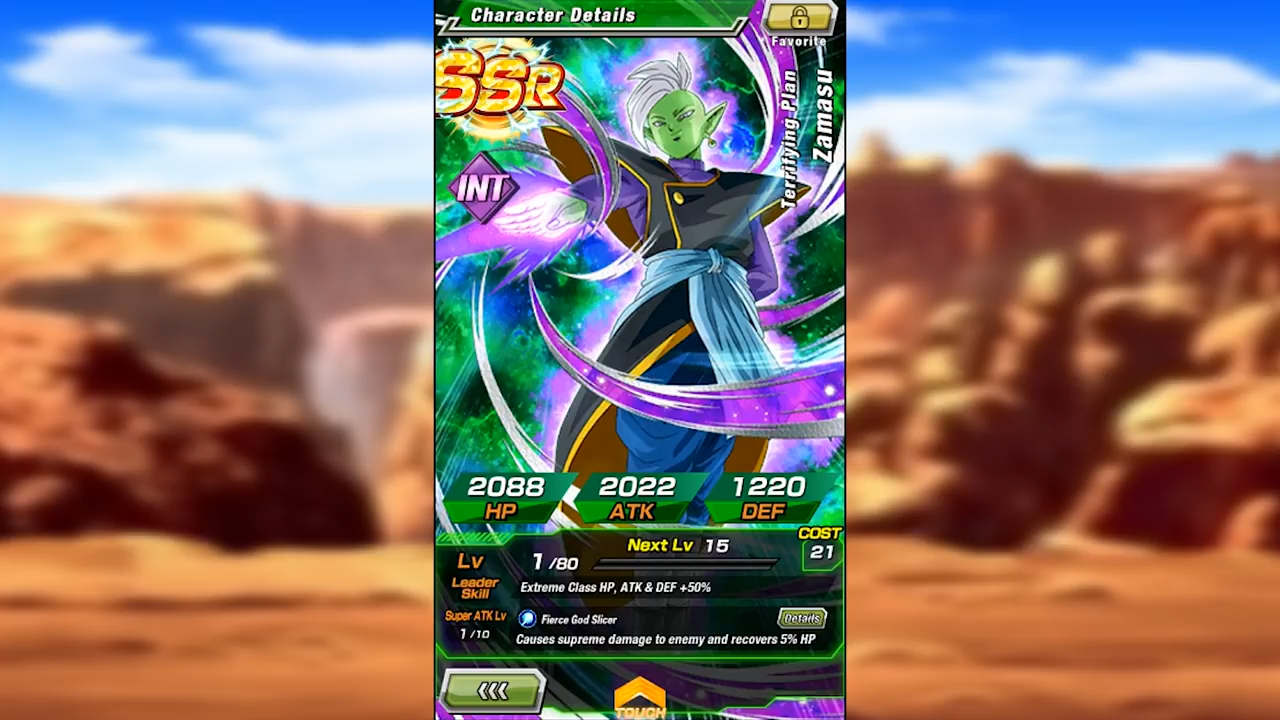 Character Details
Favorite
SSR
INT
Terrifying Plan
Zamasu
2088
HP
2022
ATK
1220
DEF
COST
21
Next Lv 15
Lv 1/80
Leader Skill
Extreme Class HP, ATK & DEF +50%
Super ATK Lv
1/10
Fierce God Slicer
Details
Causes supreme damage to enemy and recovers 5% HP
TOUCH